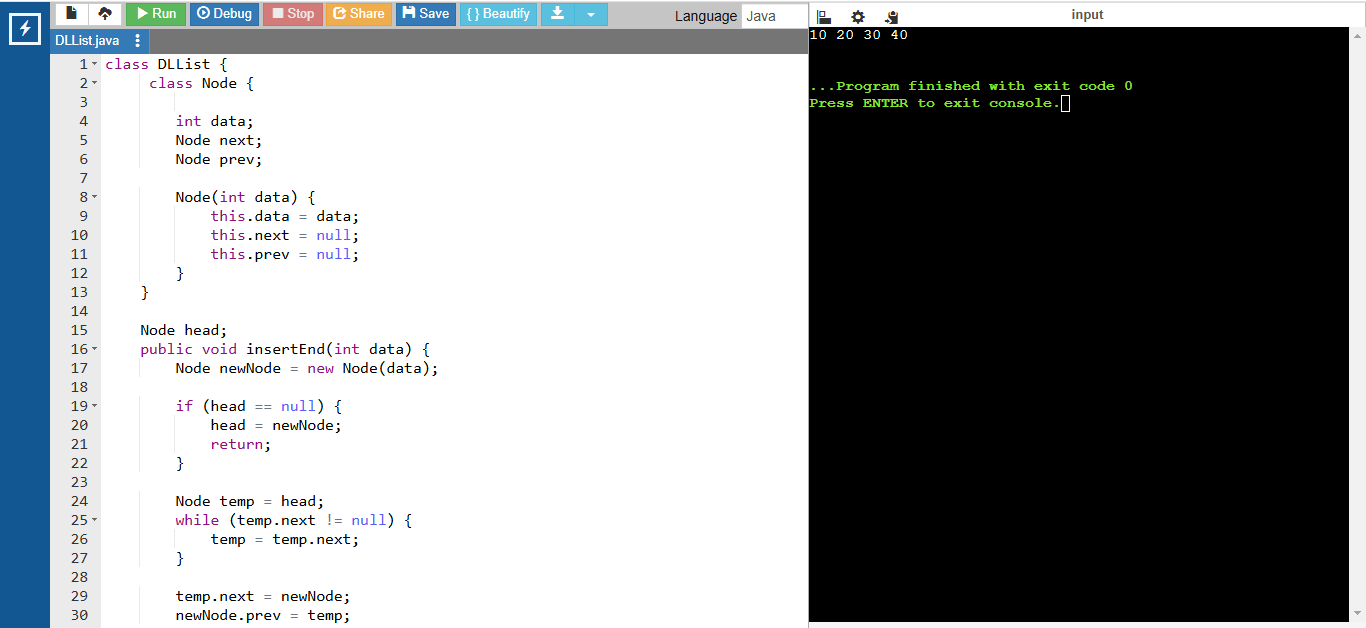 Run Debug Stop Share Save { } Beautify Language Java
input
DLList.java
1 class DLList {
2 class Node {
3
4 int data;
5 Node next;
6 Node prev;
7
8 Node(int data) {
9 this.data = data;
10 this.next = null;
11 this.prev = null;
12 }
13 }
14
15 Node head;
16 public void insertEnd(int data) {
17 Node newNode = new Node(data);
18
19 if (head == null) {
20 head = newNode;
21 return;
22 }
23
24 Node temp = head;
25 while (temp.next != null) {
26 temp = temp.next;
27 }
28
29 temp.next = newNode;
30 newNode.prev = temp;
10 20 30 40
...Program finished with exit code 0
Press ENTER to exit console.